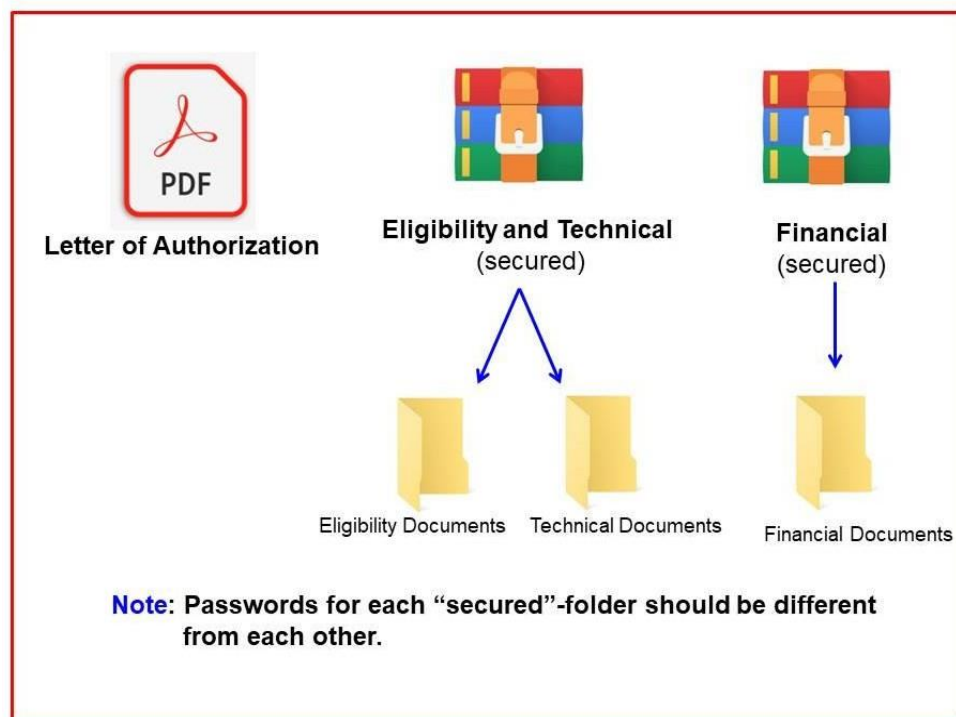 PDF
Letter of Authorization
Eligibility and Technical
(secured)
Financial
(secured)
Eligibility Documents
Technical Documents
Financial Documents
Note: Passwords for each “secured”-folder should be different
from each other.